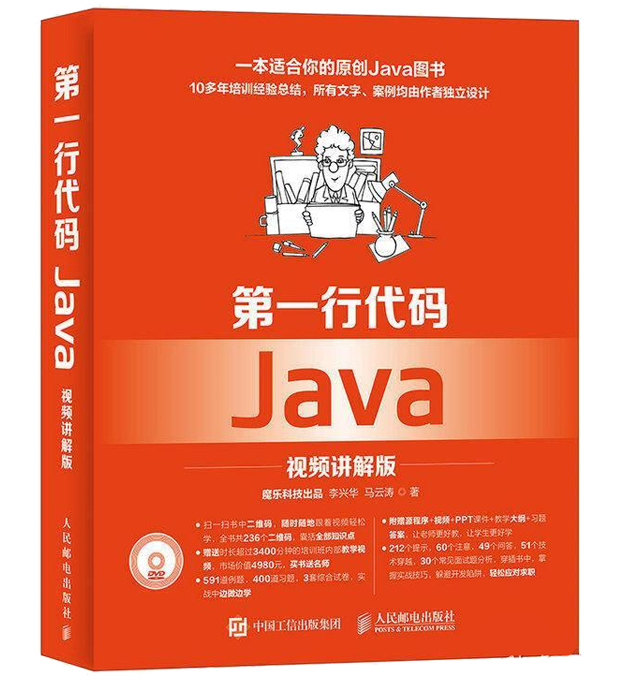 一本适合你的原创Java图书
10多年培训经验总结，所有文字、案例均由作者独立设计
第一行代码
Java
视频讲解版
魔乐科技出品 李兴华 马云涛 ◎ 著
• 扫一扫书中二维码，随时随地跟着视频轻松
学，全书共236个二维码，囊括全部知识点
• 赠送时长超过3400分钟的培训班内部教学视
频，市场价值4980元，买书送名师
• 591道例题，400道习题，3套综合试卷，实
战中边做边学
• 附赠源程序+视频+PPT课件+教学大纲+习题
答案，让老师更好教，让学生更好学
• 212个提示，60个注意，49个问答，51个技
术穿越，30个常见面试题分析，穿插书中，掌
握实战技巧，躲避开发陷阱，轻松应对求职
DVD
中国工信出版集团
人民邮电出版社
POSTS & TELECOM PRESS
第一行代码 Java
视频讲解版
人民邮电出版社